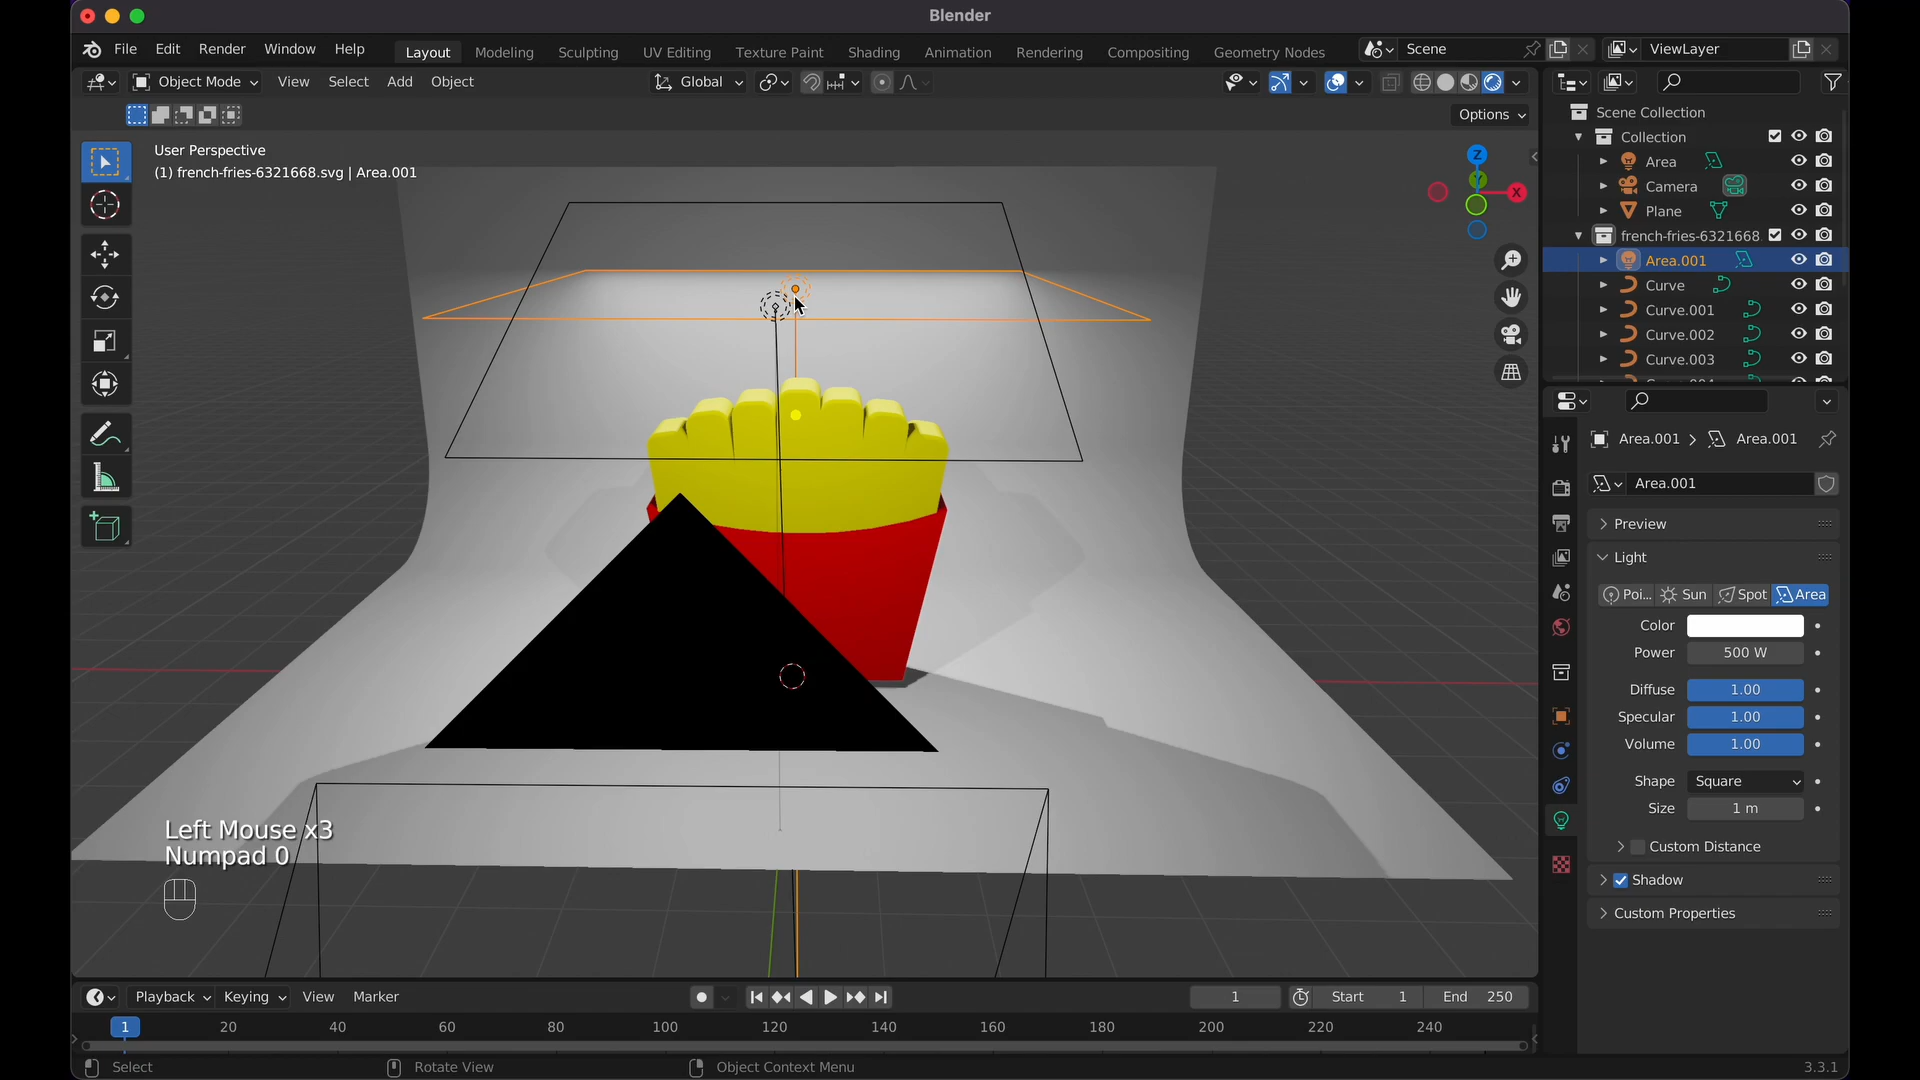 Blender
File Edit Render Window Help Layout Modeling Sculpting UV Editing Texture Paint Shading Animation Rendering Compositing Geometry Nodes Scene ViewLayer
Object Mode View Select Add Object Global
Options
User Perspective
(1) french-fries-6321668.svg | Area.001
Z
Y
X
Scene Collection
Collection
Area
Camera
Plane
french-fries-6321668
Area.001
Curve
Curve.001
Curve.002
Curve.003
Area.001 > Area.001
Area.001
Preview
Light
Poi... Sun Spot Area
Color
Power 500 W
Diffuse 1.00
Specular 1.00
Volume 1.00
Shape Square
Size 1 m
Custom Distance
Shadow
Custom Properties
Left Mouse x3
Numpad 0
Playback Keying View Marker 1 Start 1 End 250
1 20 40 60 80 100 120 140 160 180 200 220 240
Select Rotate View Object Context Menu 3.3.1